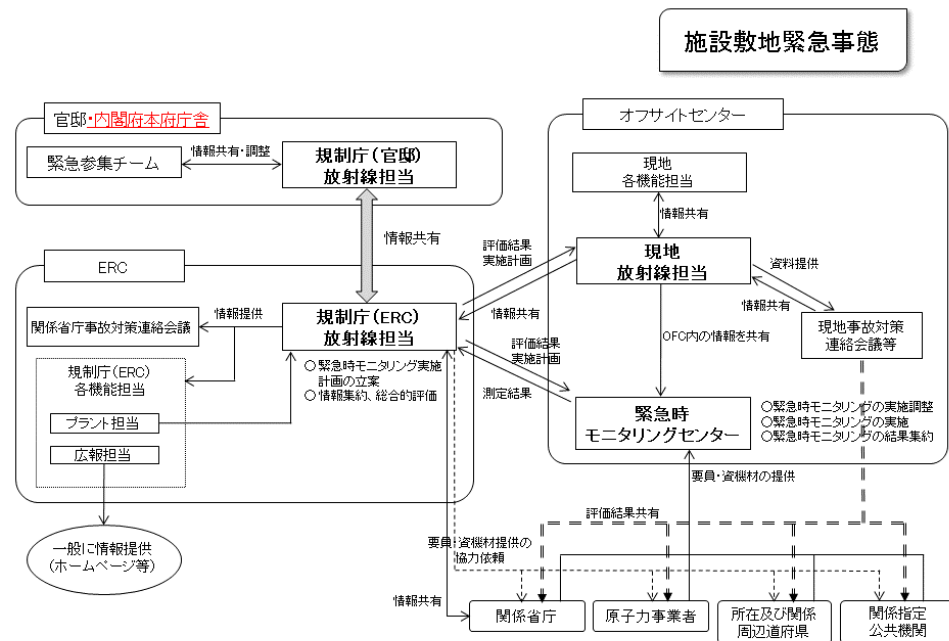 施設敷地緊急事態
官邸・内閣府本府庁舎
緊急参集チーム
情報共有・調整
規制庁(官邸)
放射線担当
情報共有
オフサイトセンター
現地
各機能担当
情報共有
現地
放射線担当
評価結果
実施計画
情報共有
資料提供
情報共有
現地事故対策
連絡会議等
OFC内の情報を共有
ERC
関係省庁事故対策連絡会議
情報提供
規制庁(ERC)
放射線担当
○緊急時モニタリング実施
計画の立案
○情報集約、総合的評価
評価結果
実施計画
測定結果
規制庁(ERC)
各機能担当
プラント担当
広報担当
緊急時
モニタリングセンター
○緊急時モニタリングの実施調整
○緊急時モニタリングの実施
○緊急時モニタリングの結果集約
要員・資機材の提供
評価結果共有
一般に情報提供
(ホームページ等)
要員・資機材提供の
協力依頼
情報共有
関係省庁
原子力事業者
所在及び関係
周辺道府県
関係指定
公共機関